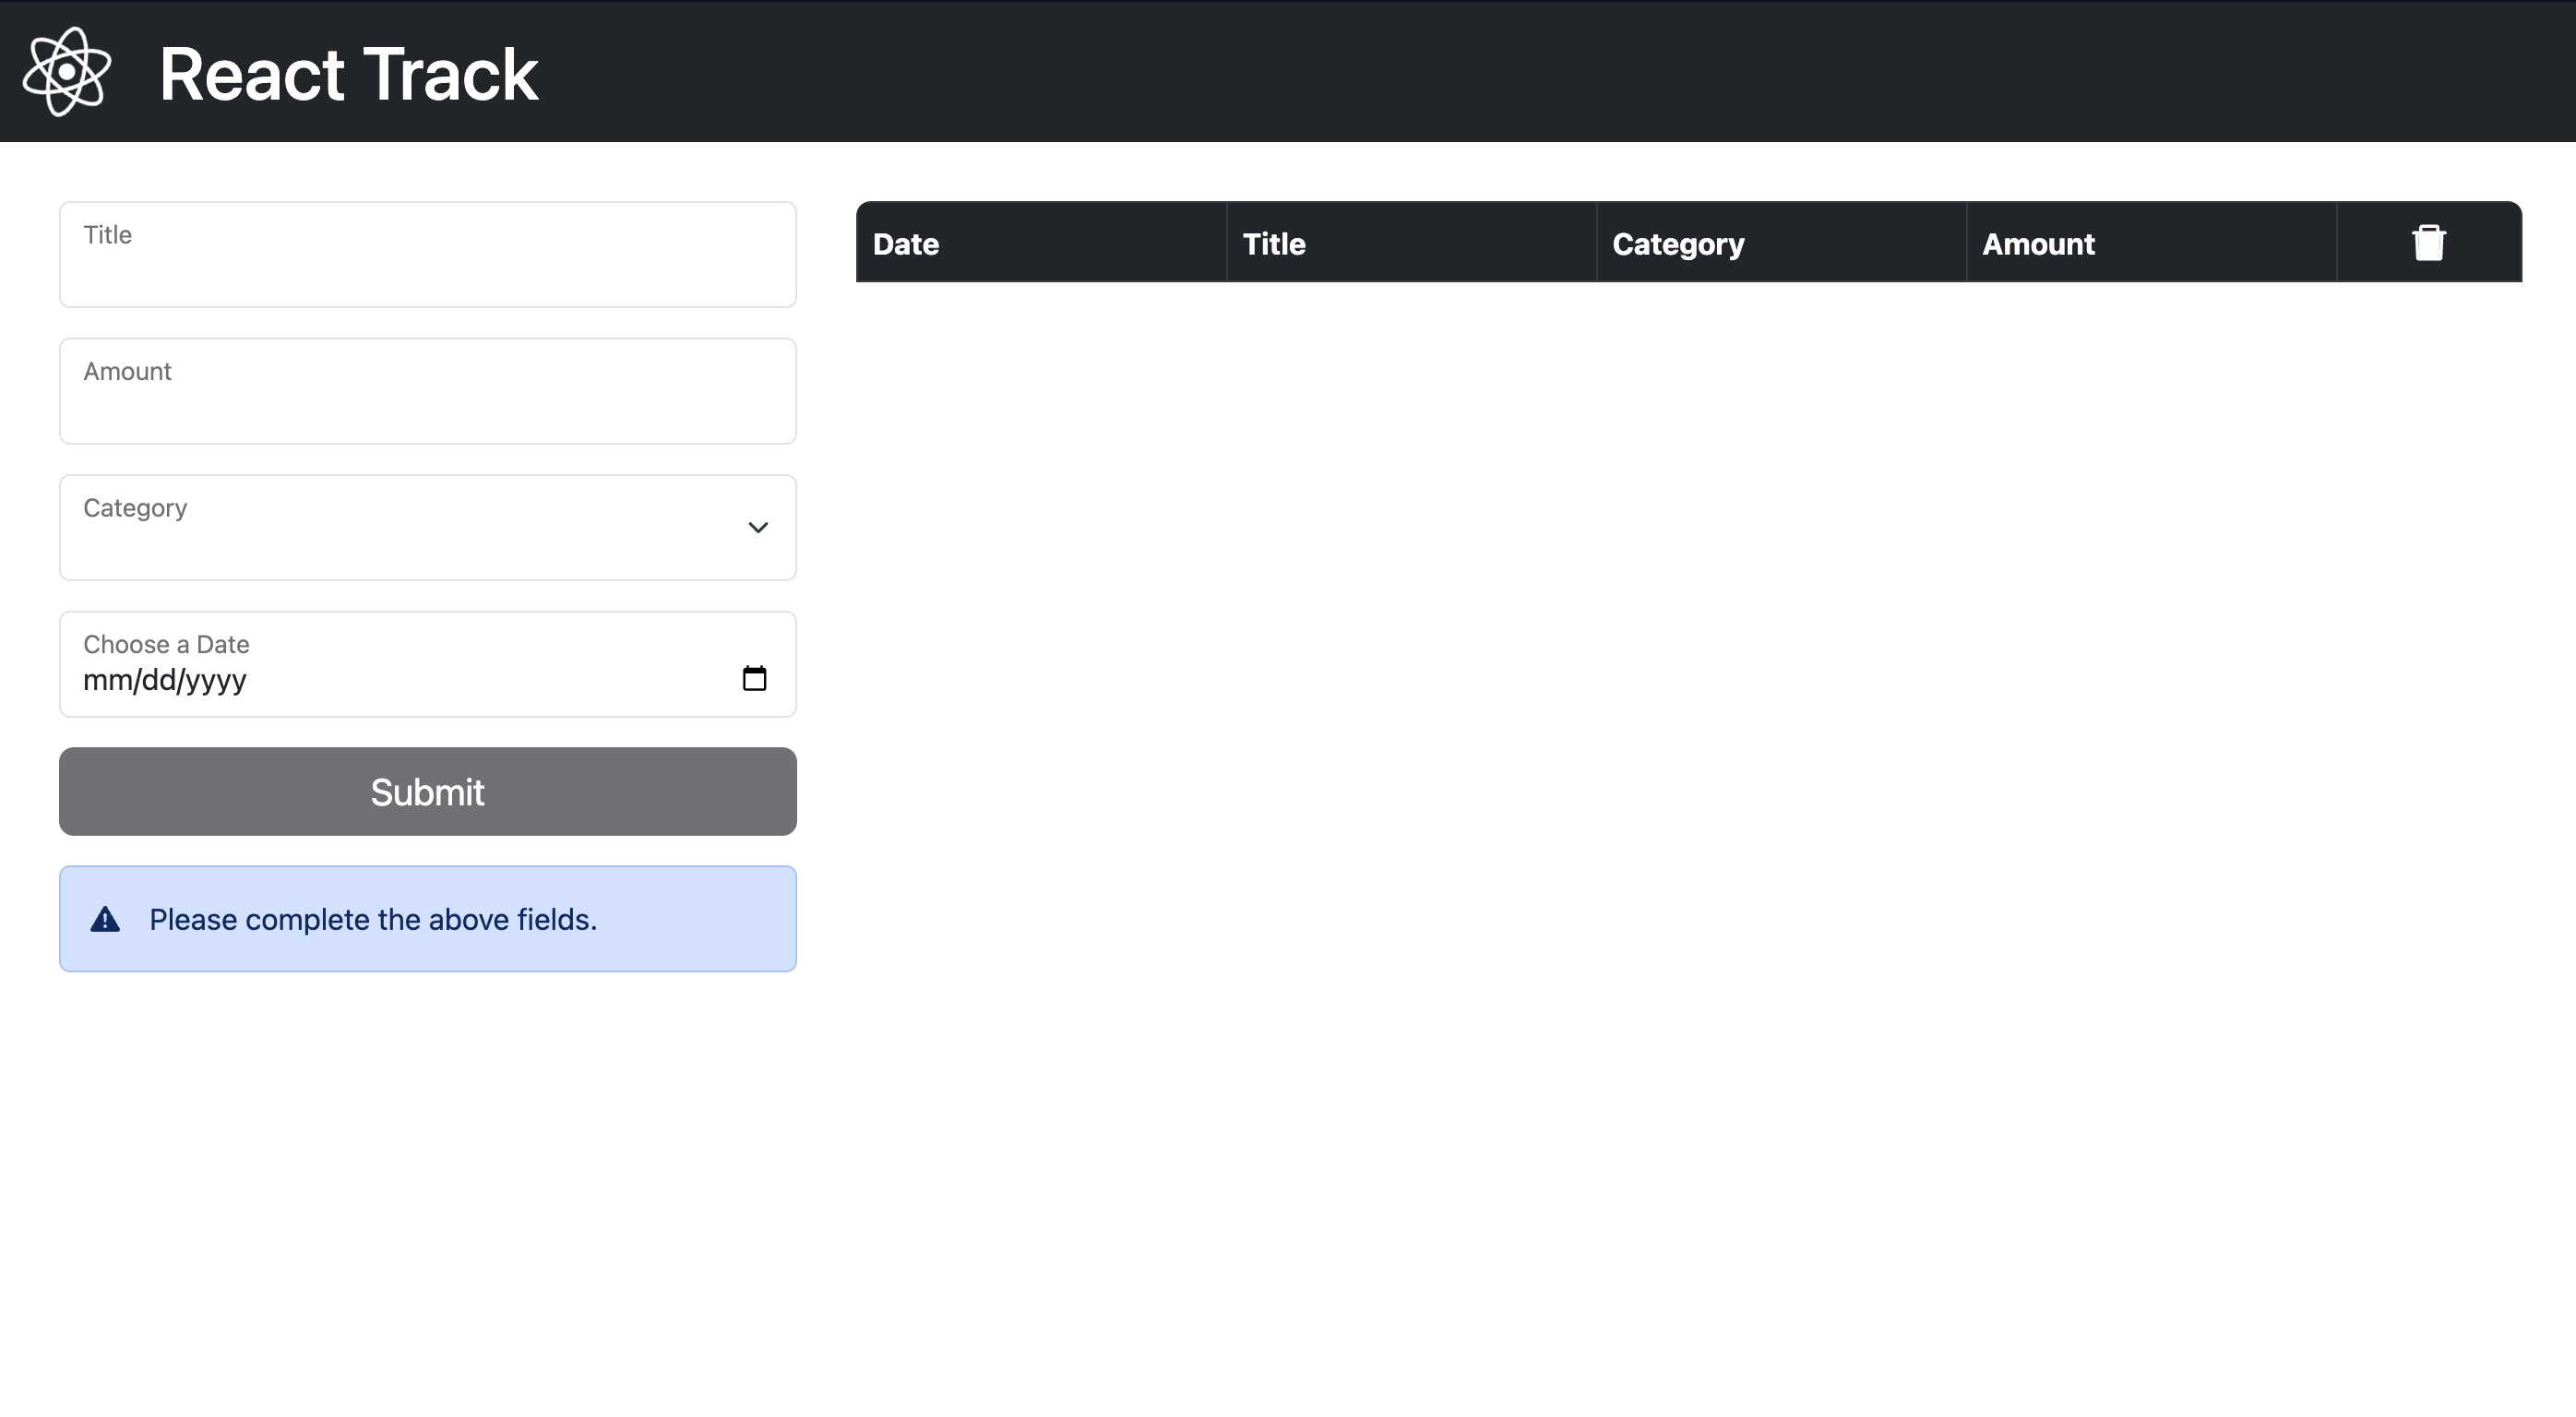 React Track
Title
Amount
Category
Choose a Date
mm/dd/yyyy
Submit
Please complete the above fields.
Date Title Category Amount